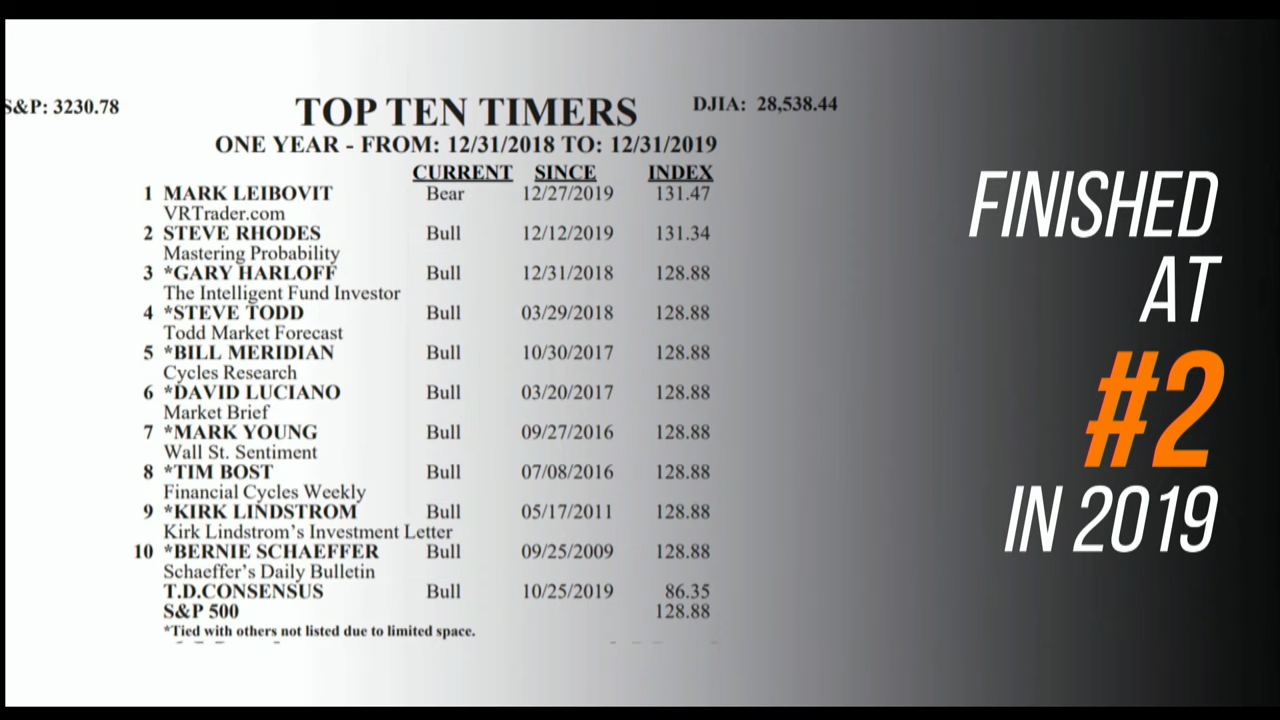 S&P: 3230.78
TOP TEN TIMERS
DJIA: 28,538.44
ONE YEAR - FROM: 12/31/2018 TO: 12/31/2019
CURRENT SINCE INDEX
1 MARK LEIBOVIT Bear 12/27/2019 131.47
VRTrader.com
2 STEVE RHODES Bull 12/12/2019 131.34
Mastering Probability
3 *GARY HARLOFF Bull 12/31/2018 128.88
The Intelligent Fund Investor
4 *STEVE TODD Bull 03/29/2018 128.88
Todd Market Forecast
5 *BILL MERIDIAN Bull 10/30/2017 128.88
Cycles Research
6 *DAVID LUCIANO Bull 03/20/2017 128.88
Market Brief
7 *MARK YOUNG Bull 09/27/2016 128.88
Wall St. Sentiment
8 *TIM BOST Bull 07/08/2016 128.88
Financial Cycles Weekly
9 *KIRK LINDSTROM Bull 05/17/2011 128.88
Kirk Lindstrom's Investment Letter
10 *BERNIE SCHAEFFER Bull 09/25/2009 128.88
Schaeffer's Daily Bulletin
T.D.CONSENSUS Bull 10/25/2019 86.35
S&P 500 128.88
*Tied with others not listed due to limited space.
FINISHED
AT
#2
IN 2019